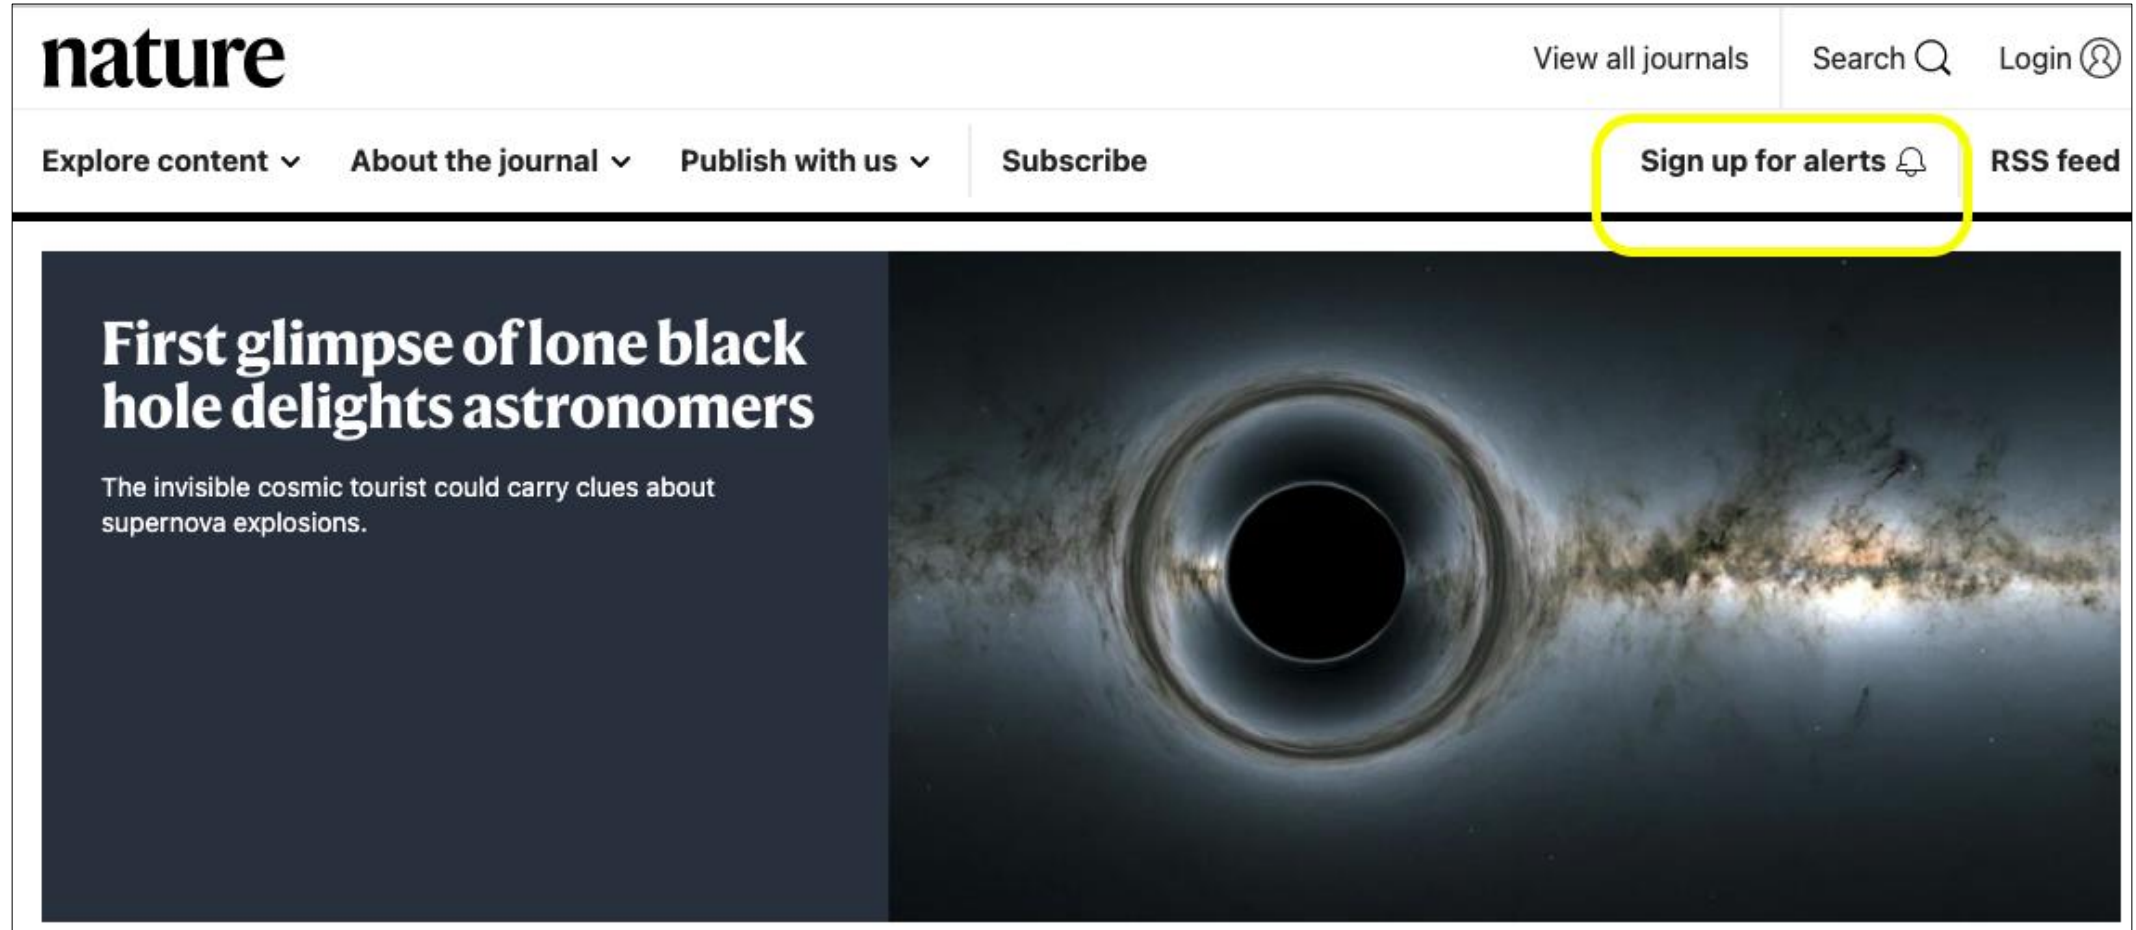 nature
View all journals
Search
Login
Explore content
About the journal
Publish with us
Subscribe
Sign up for alerts
RSS feed
First glimpse of lone black
hole delights astronomers
The invisible cosmic tourist could carry clues about
supernova explosions.